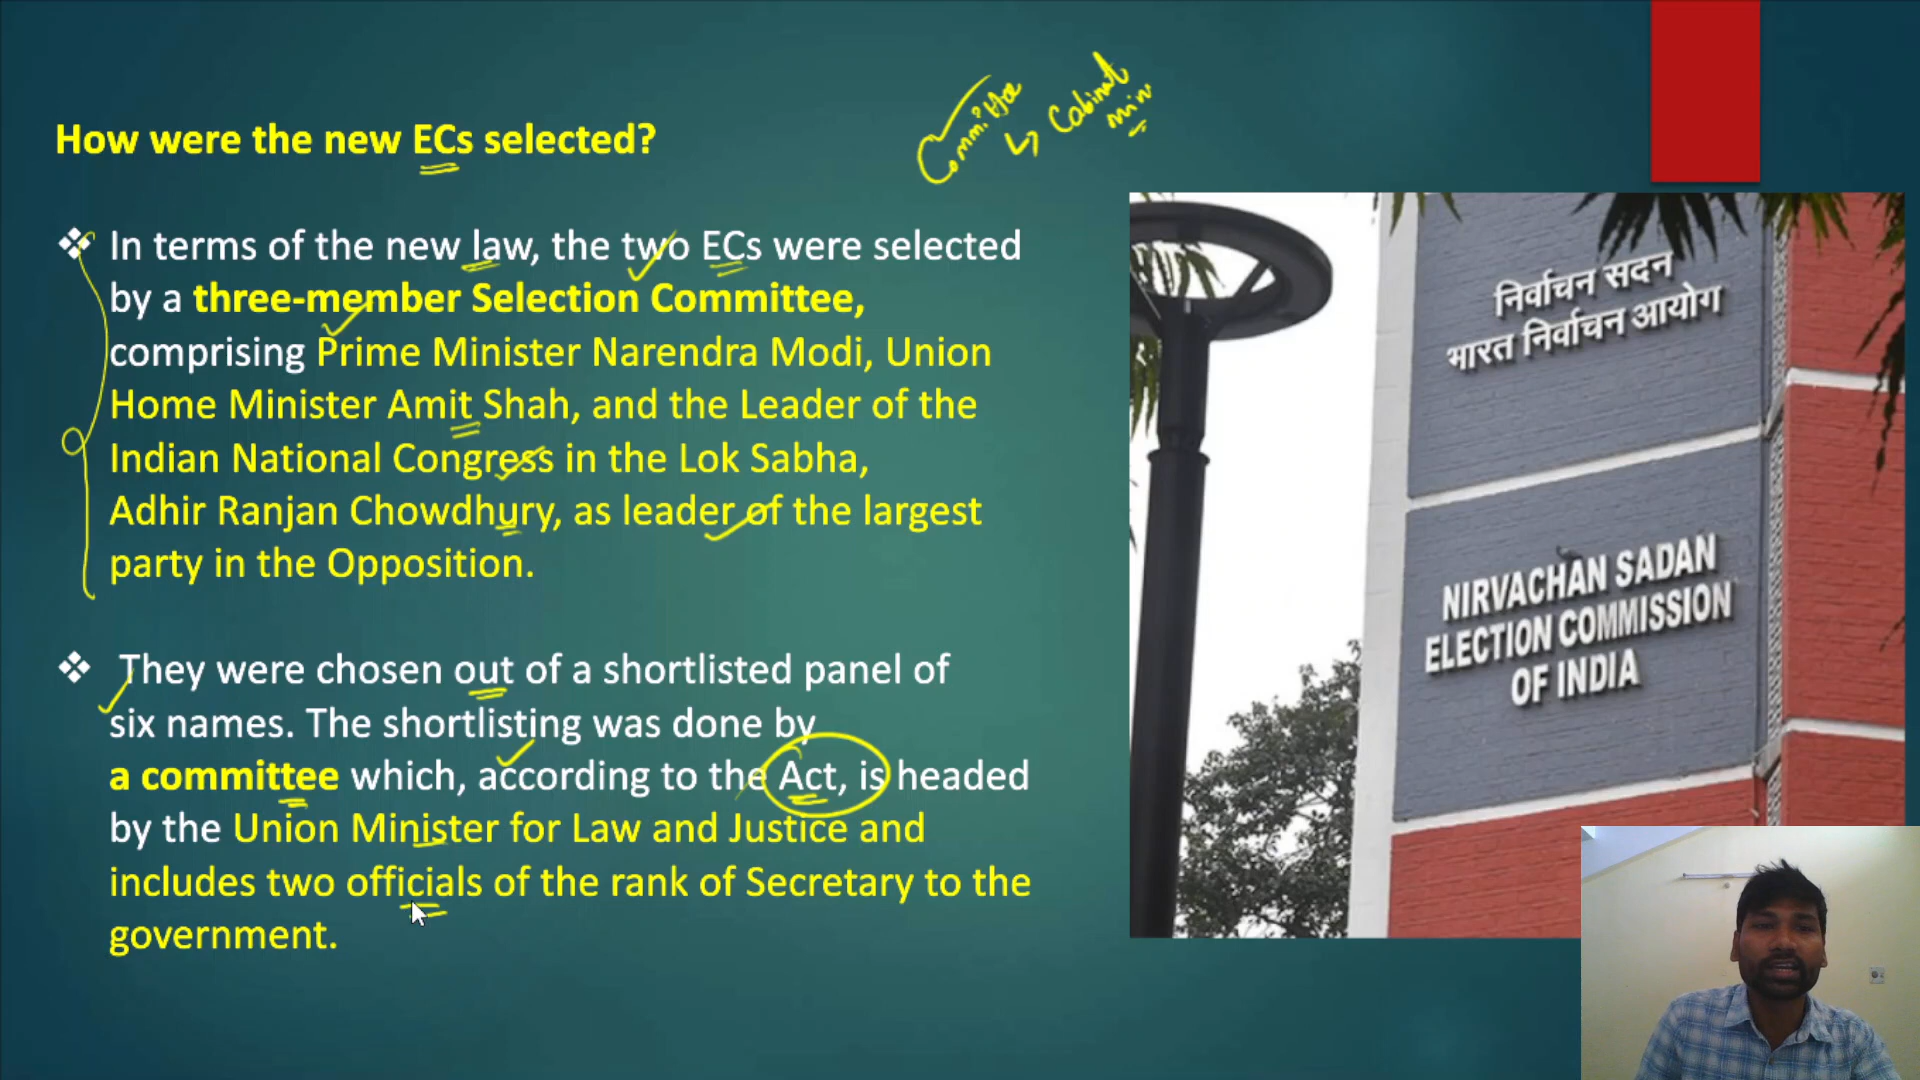 How were the new ECs selected?
Committee
↳ Cabinet
min
❖ In terms of the new law, the two ECs were selected
by a three-member Selection Committee,
comprising Prime Minister Narendra Modi, Union
Home Minister Amit Shah, and the Leader of the
Indian National Congress in the Lok Sabha,
Adhir Ranjan Chowdhury, as leader of the largest
party in the Opposition.
❖ They were chosen out of a shortlisted panel of
six names. The shortlisting was done by
a committee which, according to the Act, is headed
by the Union Minister for Law and Justice and
includes two officials of the rank of Secretary to the
government.
निर्वाचन सदन
भारत निर्वाचन आयोग
NIRVACHAN SADAN
ELECTION COMMISSION
OF INDIA